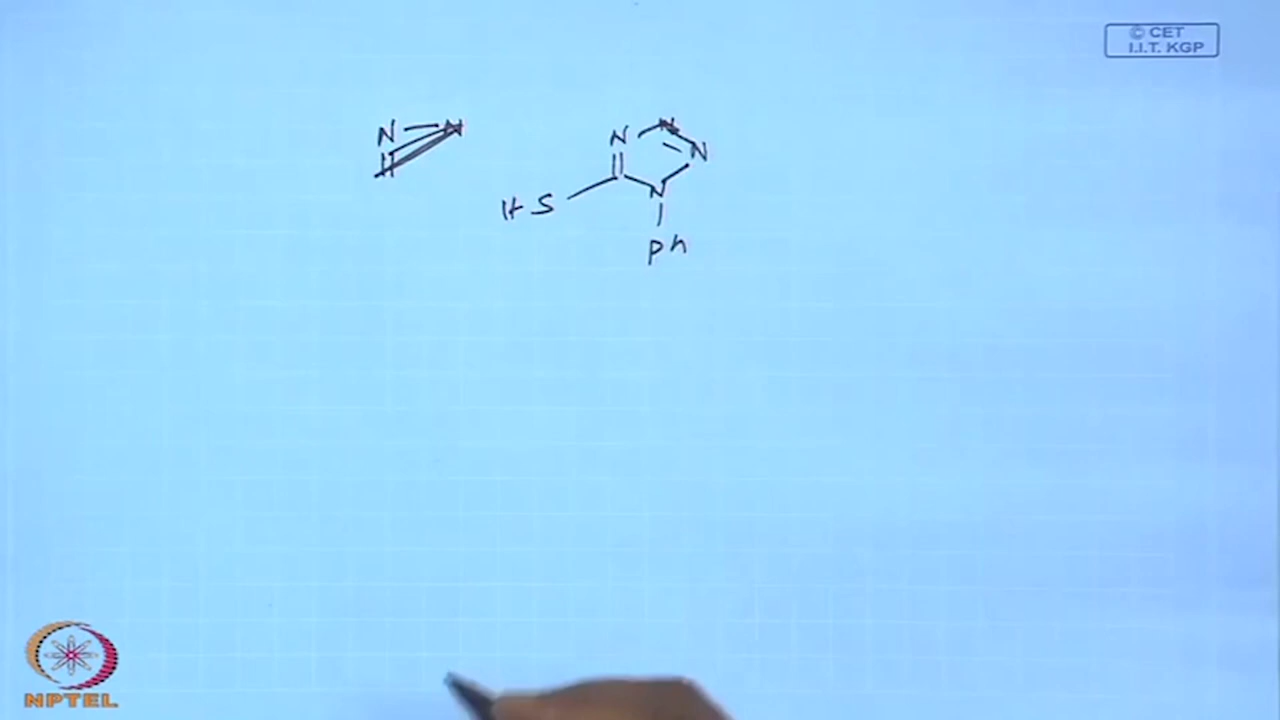 © CET
I.I.T. KGP
N N
N N N
HS N
Ph
NPTEL